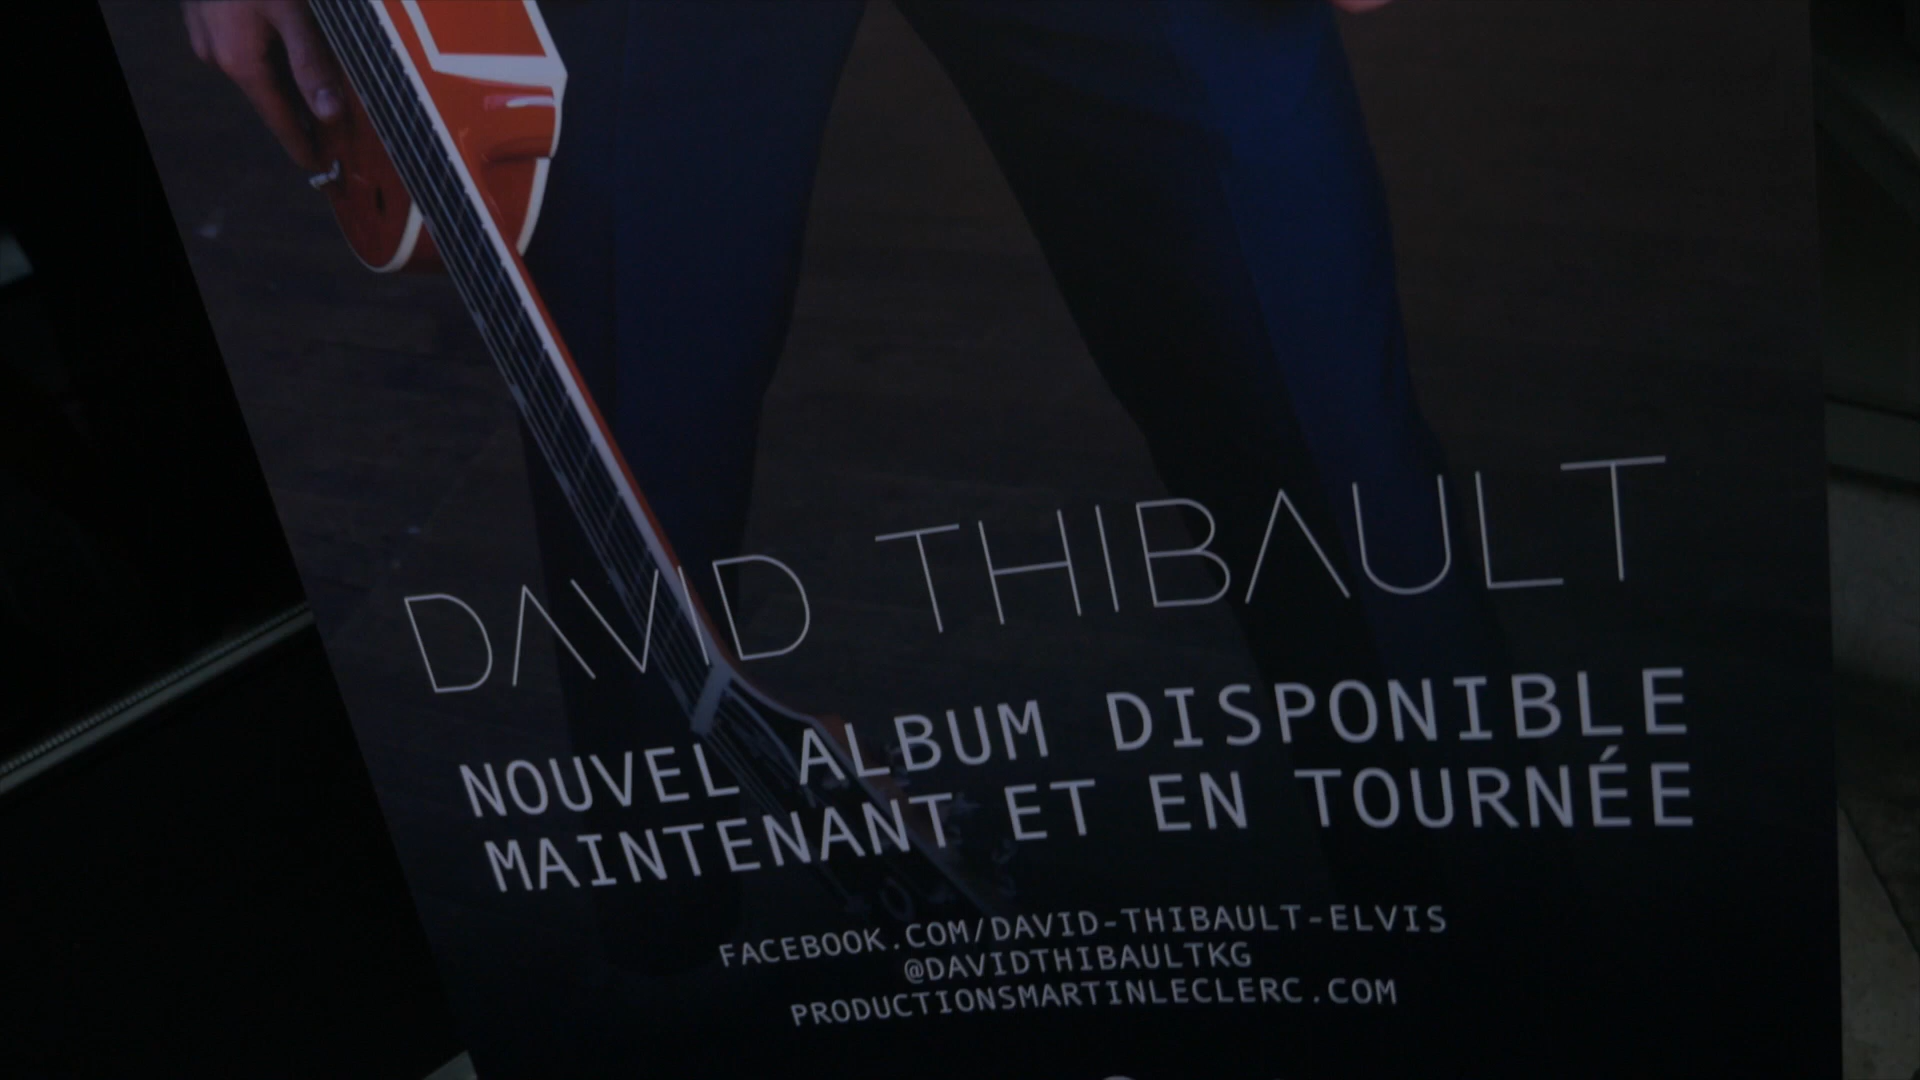 DAVID THIBAULT
NOUVEL ALBUM DISPONIBLE
MAINTENANT ET EN TOURNÉE
FACEBOOK.COM/DAVID-THIBAULT-ELVIS
@DAVIDTHIBAULTKG
PRODUCTIONSMARTINLECLERC.COM